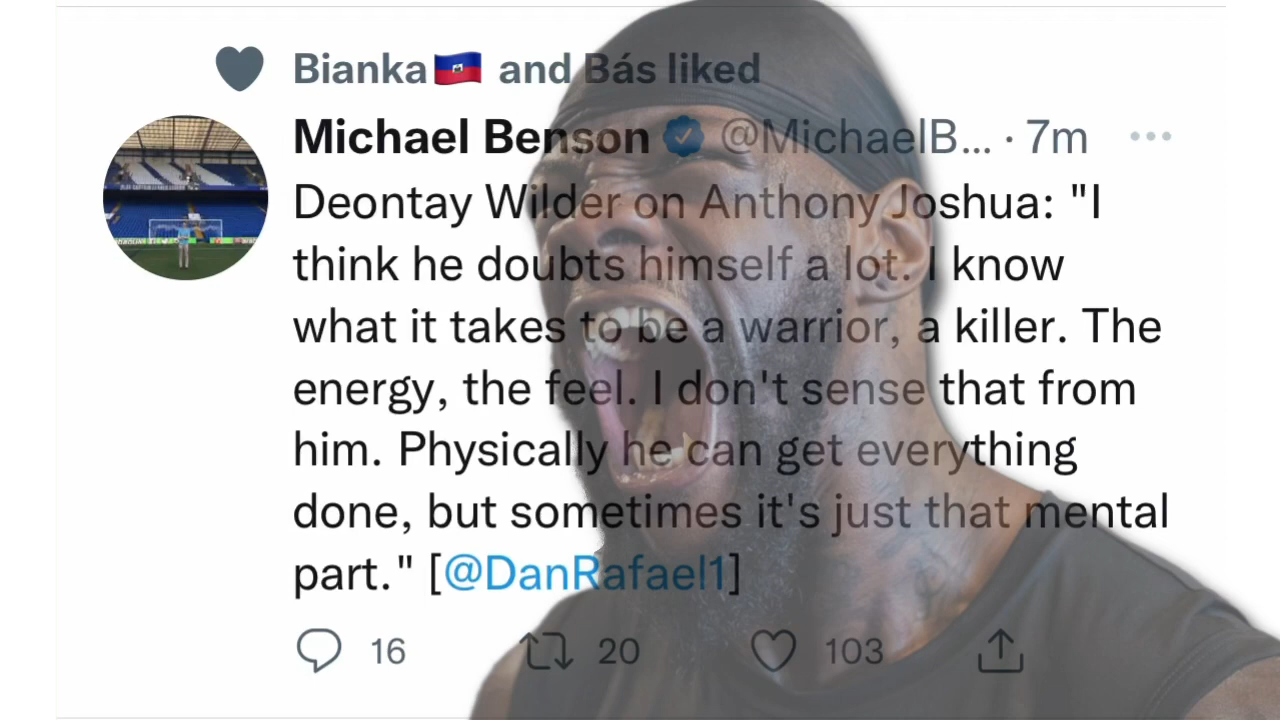 Bianka🇭🇹 and Bás liked
Michael Benson @MichaelB... · 7m
Deontay Wilder on Anthony Joshua: "I
think he doubts himself a lot. I know
what it takes to be a warrior, a killer. The
energy, the feel. I don't sense that from
him. Physically he can get everything
done, but sometimes it's just that mental
part." [@DanRafael1]
16 20 103